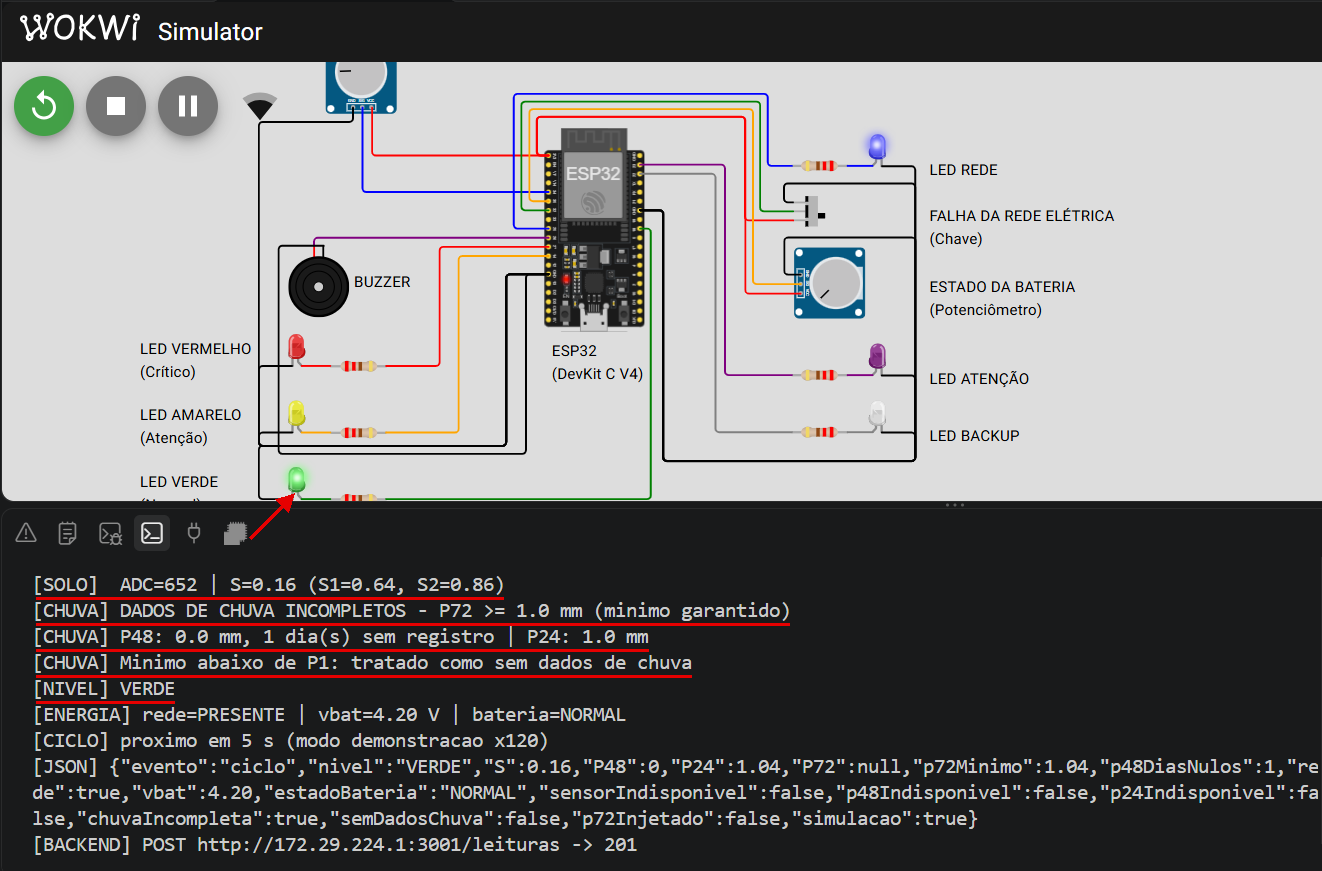 WOKWi Simulator
ESP32
LED REDE
FALHA DA REDE ELÉTRICA
(Chave)
BUZZER
ESTADO DA BATERIA
(Potenciômetro)
LED VERMELHO
(Crítico)
ESP32
(DevKit C V4)
LED ATENÇÃO
LED AMARELO
(Atenção)
LED BACKUP
LED VERDE
[SOLO]  ADC=652 | S=0.16 (S1=0.64, S2=0.86)
[CHUVA] DADOS DE CHUVA INCOMPLETOS - P72 >= 1.0 mm (minimo garantido)
[CHUVA] P48: 0.0 mm, 1 dia(s) sem registro | P24: 1.0 mm
[CHUVA] Minimo abaixo de P1: tratado como sem dados de chuva
[NIVEL] VERDE
[ENERGIA] rede=PRESENTE | vbat=4.20 V | bateria=NORMAL
[CICLO] proximo em 5 s (modo demonstracao x120)
[JSON] {"evento":"ciclo","nivel":"VERDE","S":0.16,"P48":0,"P24":1.04,"P72":null,"p72Minimo":1.04,"p48DiasNulos":1,"re
de":true,"vbat":4.20,"estadoBateria":"NORMAL","sensorIndisponivel":false,"p48Indisponivel":false,"p24Indisponivel":fa
lse,"chuvaIncompleta":true,"semDadosChuva":false,"p72Injetado":false,"simulacao":true}
[BACKEND] POST http://172.29.224.1:3001/leituras -> 201